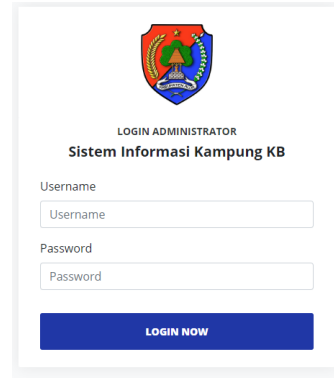 LOGIN ADMINISTRATOR
Sistem Informasi Kampung KB
Username
Username
Password
Password
LOGIN NOW